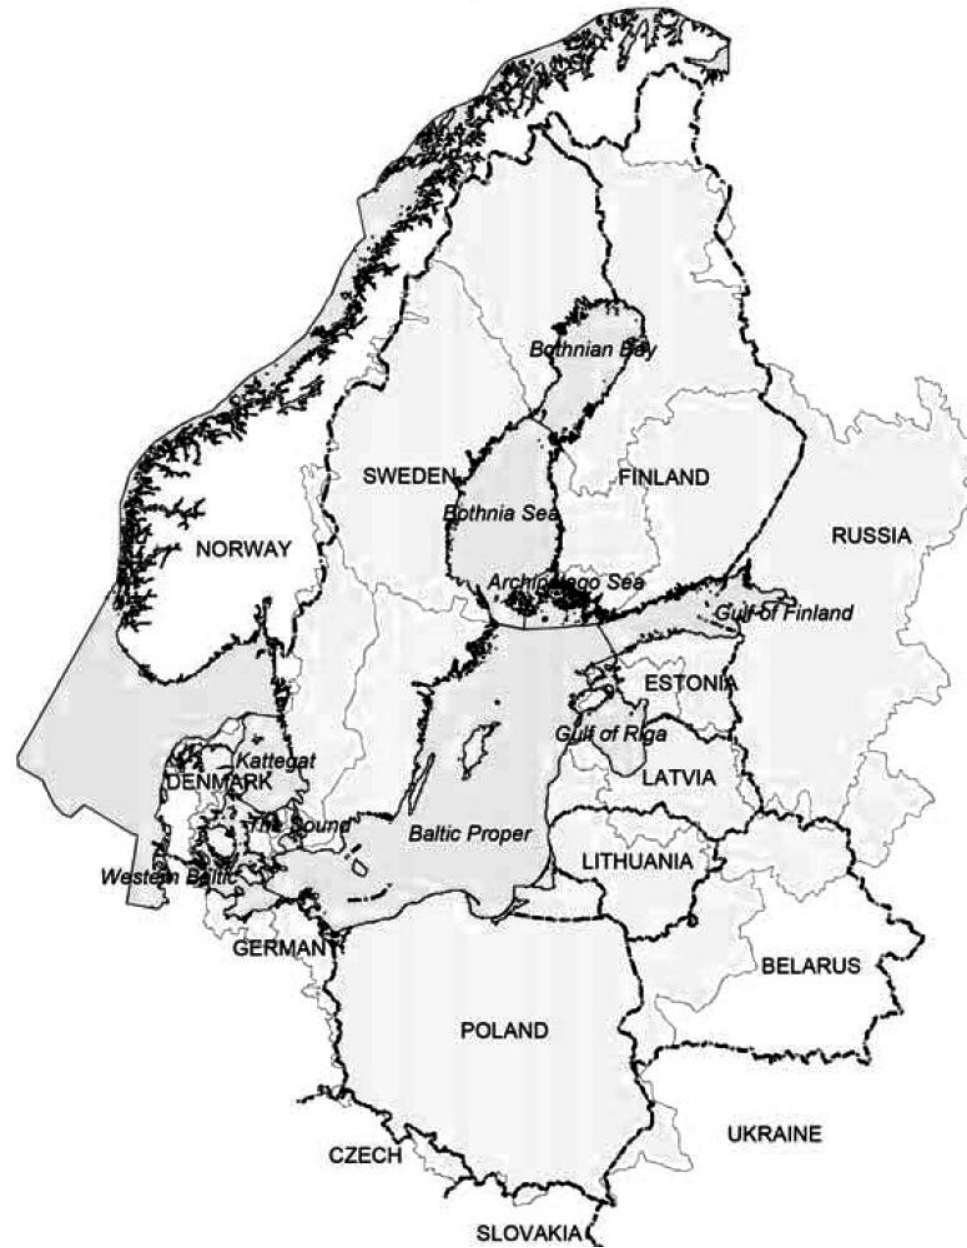 Bothnian Bay
SWEDEN
FINLAND
Bothnia Sea
RUSSIA
NORWAY
Archipelago Sea
Gulf of Finland
ESTONIA
Gulf of Riga
Kattegat
DENMARK
LATVIA
The Sound
Baltic Proper
LITHUANIA
Western Baltic
GERMANY
BELARUS
POLAND
UKRAINE
CZECH
SLOVAKIA